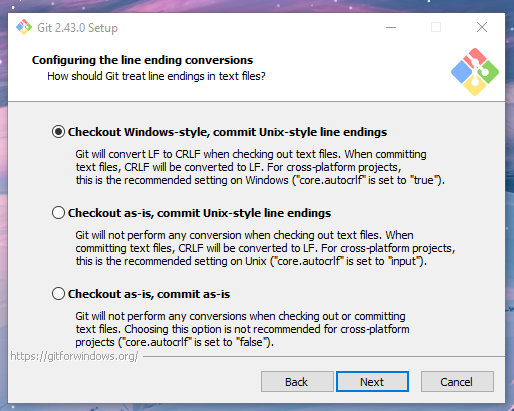 Git 2.43.0 Setup
Configuring the line ending conversions
How should Git treat line endings in text files?
Checkout Windows-style, commit Unix-style line endings
Git will convert LF to CRLF when checking out text files. When committing
text files, CRLF will be converted to LF. For cross-platform projects,
this is the recommended setting on Windows ("core.autocrlf" is set to "true").
Checkout as-is, commit Unix-style line endings
Git will not perform any conversion when checking out text files. When
committing text files, CRLF will be converted to LF. For cross-platform projects,
this is the recommended setting on Unix ("core.autocrlf" is set to "input").
Checkout as-is, commit as-is
Git will not perform any conversions when checking out or committing
text files. Choosing this option is not recommended for cross-platform
projects ("core.autocrlf" is set to "false").
https://gitforwindows.org/
Back Next Cancel